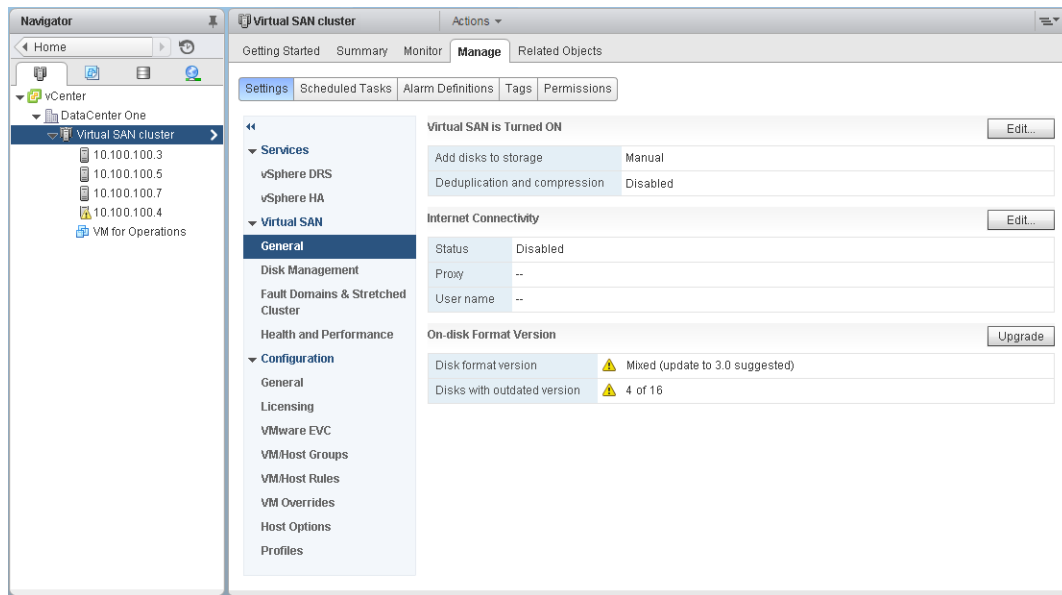 Navigator
Home
vCenter
DataCenter One
Virtual SAN cluster
10.100.100.3
10.100.100.5
10.100.100.7
10.100.100.4
VM for Operations
Virtual SAN cluster
Actions
Getting Started Summary Monitor Manage Related Objects
Settings Scheduled Tasks Alarm Definitions Tags Permissions
Services
vSphere DRS
vSphere HA
Virtual SAN
General
Disk Management
Fault Domains & Stretched
Cluster
Health and Performance
Configuration
General
Licensing
VMware EVC
VM/Host Groups
VM/Host Rules
VM Overrides
Host Options
Profiles
Virtual SAN is Turned ON Edit...
Add disks to storage Manual
Deduplication and compression Disabled
Internet Connectivity Edit...
Status Disabled
Proxy --
User name --
On-disk Format Version Upgrade
Disk format version Mixed (update to 3.0 suggested)
Disks with outdated version 4 of 16